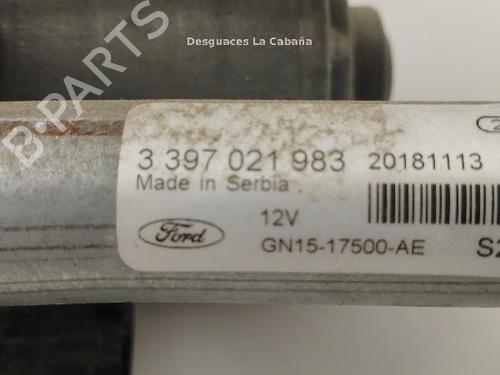 Desguaces La Cabaña
B-PARTS
3 397 021 983 20181113
Made in Serbia
12V
Ford
GN15-17500-AE